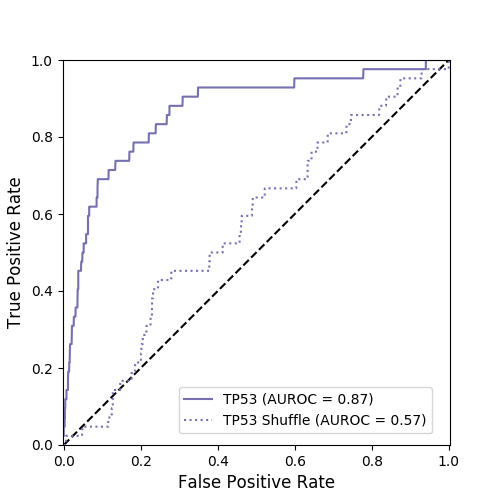 1.0
0.8
0.6
0.4
0.2
0.0
True Positive Rate
TP53 (AUROC = 0.87)
TP53 Shuffle (AUROC = 0.57)
0.0 0.2 0.4 0.6 0.8 1.0
False Positive Rate